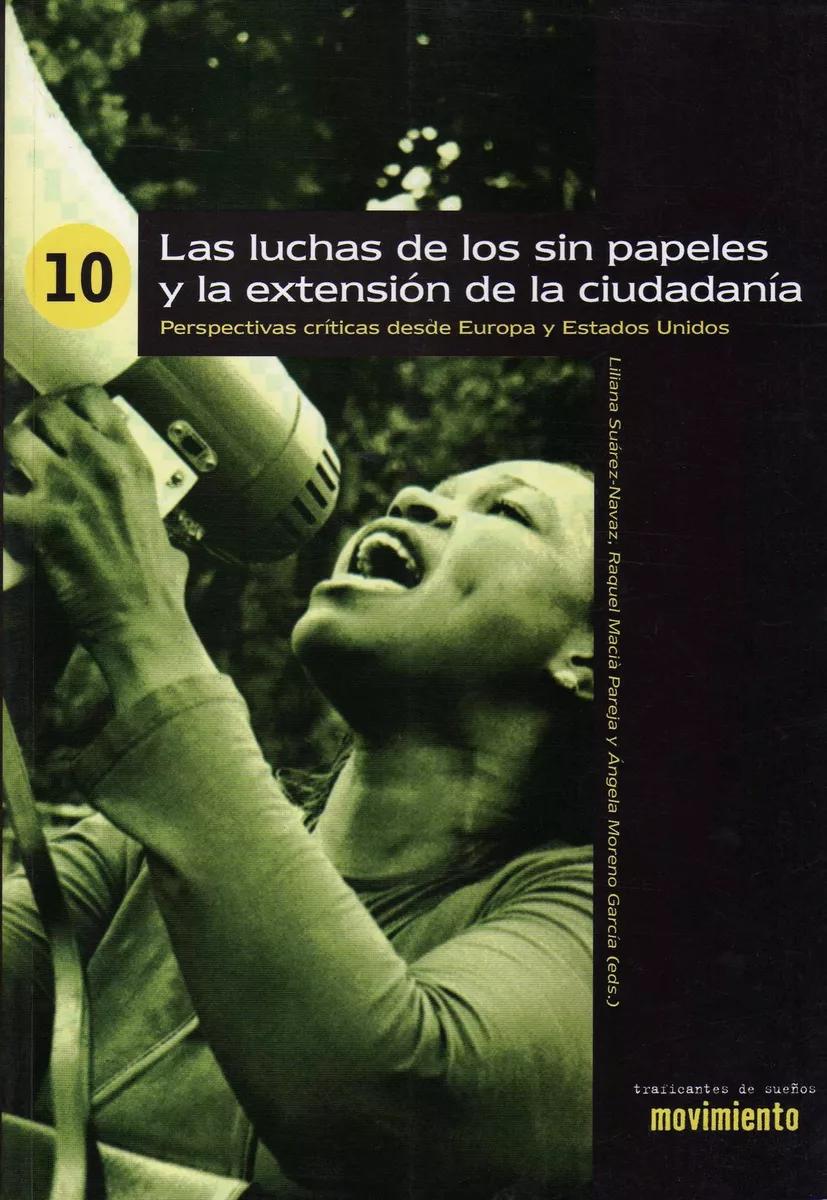 10
Las luchas de los sin papeles
y la extensión de la ciudadanía
Perspectivas críticas desde Europa y Estados Unidos
Liliana Suárez-Navaz, Raquel Macià Pareja y Ángela Moreno García (eds.)
traficantes de sueños
movimiento